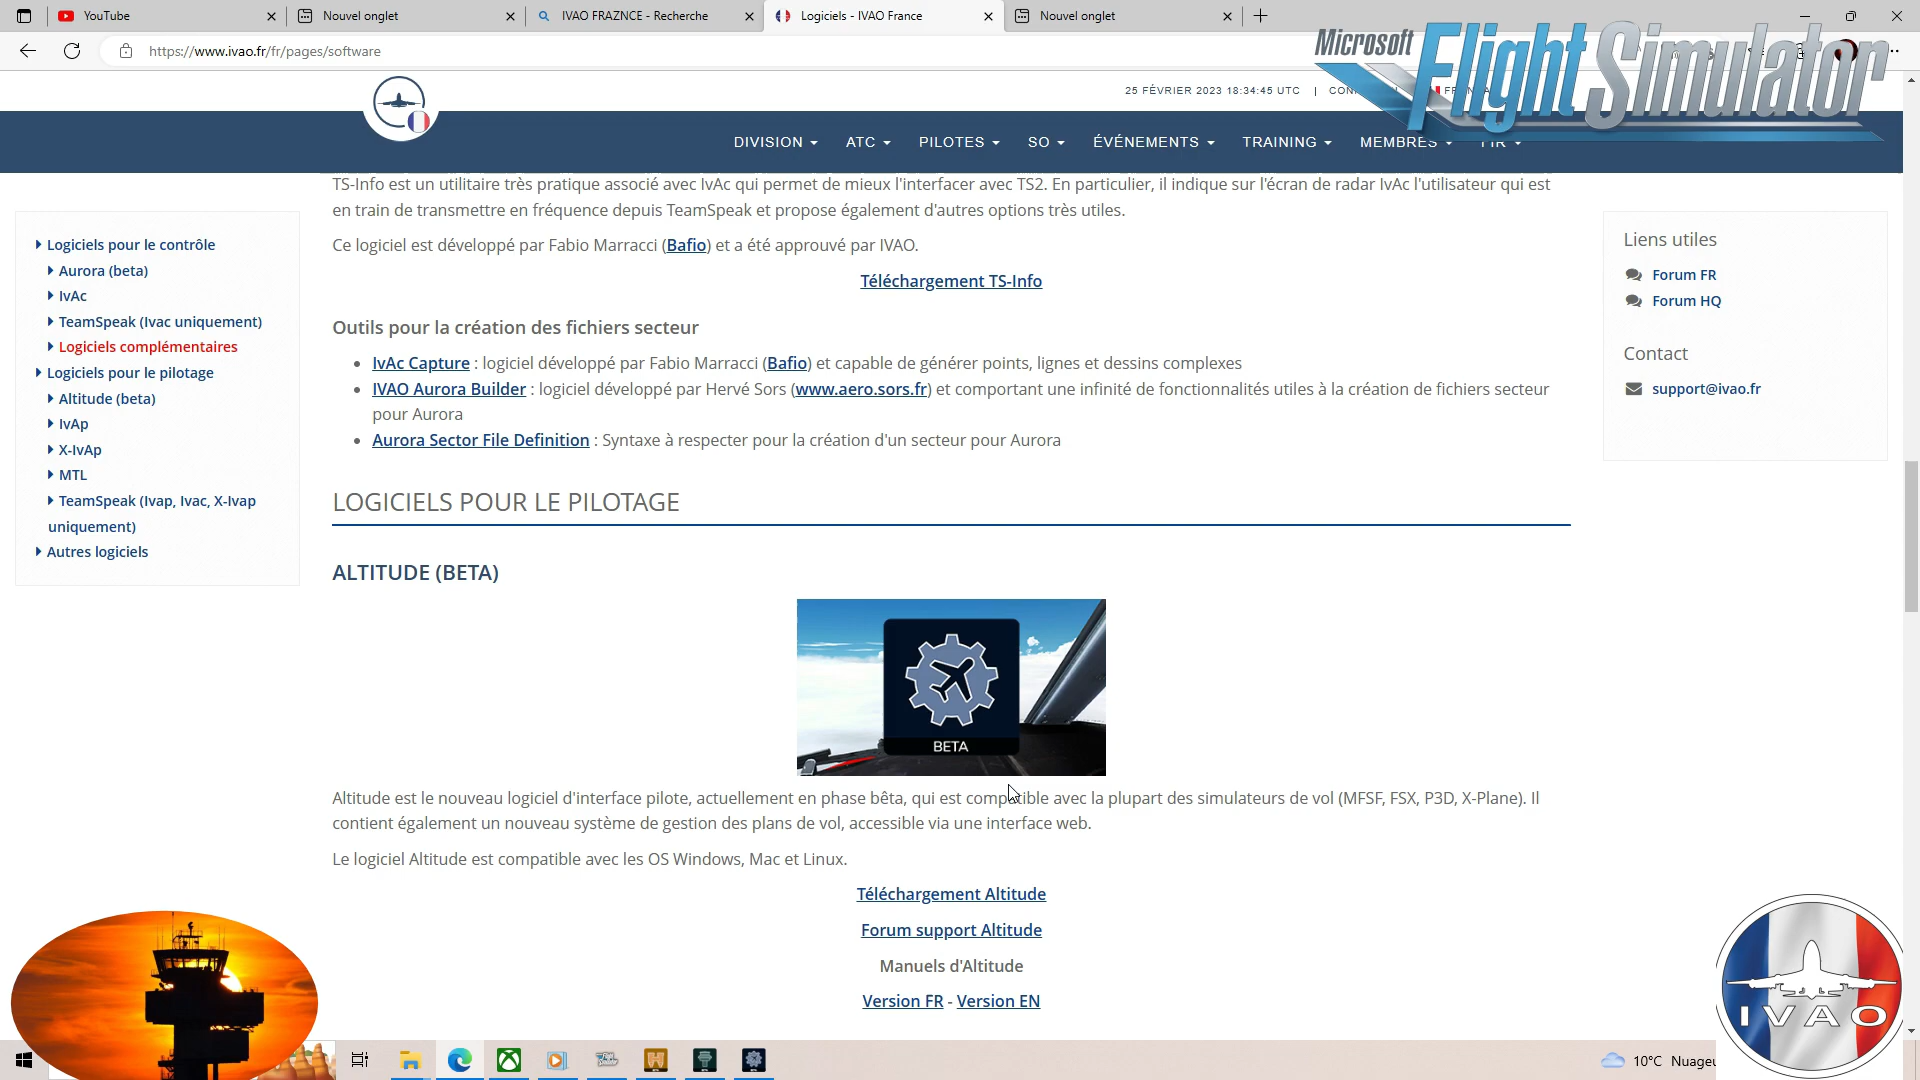 YouTube
Nouvel onglet
IVAO FRAZNCE - Recherche
Logiciels - IVAO France
Nouvel onglet
https://www.ivao.fr/fr/pages/software
Microsoft
Flight Simulator
25 FÉVRIER 2023 18:34:45 UTC |
DIVISION
ATC
PILOTES
SO
ÉVÉNEMENTS
TRAINING
MEMBRES
FIR
Logiciels pour le contrôle
Aurora (beta)
IvAc
TeamSpeak (Ivac uniquement)
Logiciels complémentaires
Logiciels pour le pilotage
Altitude (beta)
IvAp
X-IvAp
MTL
TeamSpeak (Ivap, Ivac, X-Ivap
uniquement)
Autres logiciels
TS-Info est un utilitaire très pratique associé avec IvAc qui permet de mieux l'interfacer avec TS2. En particulier, il indique sur l'écran de radar IvAc l'utilisateur qui est
en train de transmettre en fréquence depuis TeamSpeak et propose également d'autres options très utiles.
Ce logiciel est développé par Fabio Marracci (Bafio) et a été approuvé par IVAO.
Téléchargement TS-Info
Outils pour la création des fichiers secteur
IvAc Capture : logiciel développé par Fabio Marracci (Bafio) et capable de générer points, lignes et dessins complexes
IVAO Aurora Builder : logiciel développé par Hervé Sors (www.aero.sors.fr) et comportant une infinité de fonctionnalités utiles à la création de fichiers secteur
pour Aurora
Aurora Sector File Definition : Syntaxe à respecter pour la création d'un secteur pour Aurora
LOGICIELS POUR LE PILOTAGE
ALTITUDE (BETA)
BETA
Altitude est le nouveau logiciel d'interface pilote, actuellement en phase bêta, qui est compatible avec la plupart des simulateurs de vol (MFSF, FSX, P3D, X-Plane). Il
contient également un nouveau système de gestion des plans de vol, accessible via une interface web.
Le logiciel Altitude est compatible avec les OS Windows, Mac et Linux.
Téléchargement Altitude
Forum support Altitude
Manuels d'Altitude
Version FR - Version EN
Liens utiles
Forum FR
Forum HQ
Contact
support@ivao.fr
IVAO
10°C Nuageu